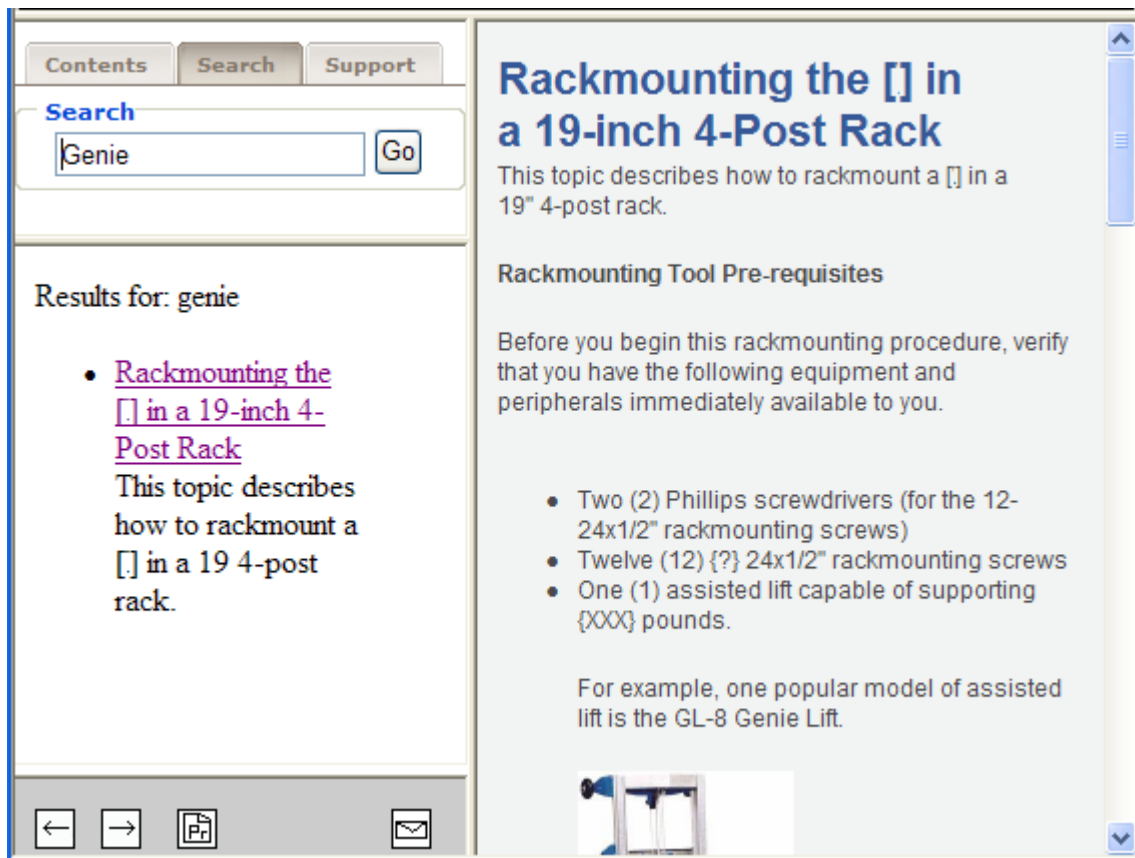 Contents Search Support
Search
Genie Go
Results for: genie
Rackmounting the
[.] in a 19-inch 4-
Post Rack
This topic describes
how to rackmount a
[.] in a 19 4-post
rack.
Pr
Rackmounting the [.] in
a 19-inch 4-Post Rack
This topic describes how to rackmount a [.] in a
19" 4-post rack.
Rackmounting Tool Pre-requisites
Before you begin this rackmounting procedure, verify
that you have the following equipment and
peripherals immediately available to you.
• Two (2) Phillips screwdrivers (for the 12-
24x1/2" rackmounting screws)
• Twelve (12) {?} 24x1/2" rackmounting screws
• One (1) assisted lift capable of supporting
{XXX} pounds.
For example, one popular model of assisted
lift is the GL-8 Genie Lift.